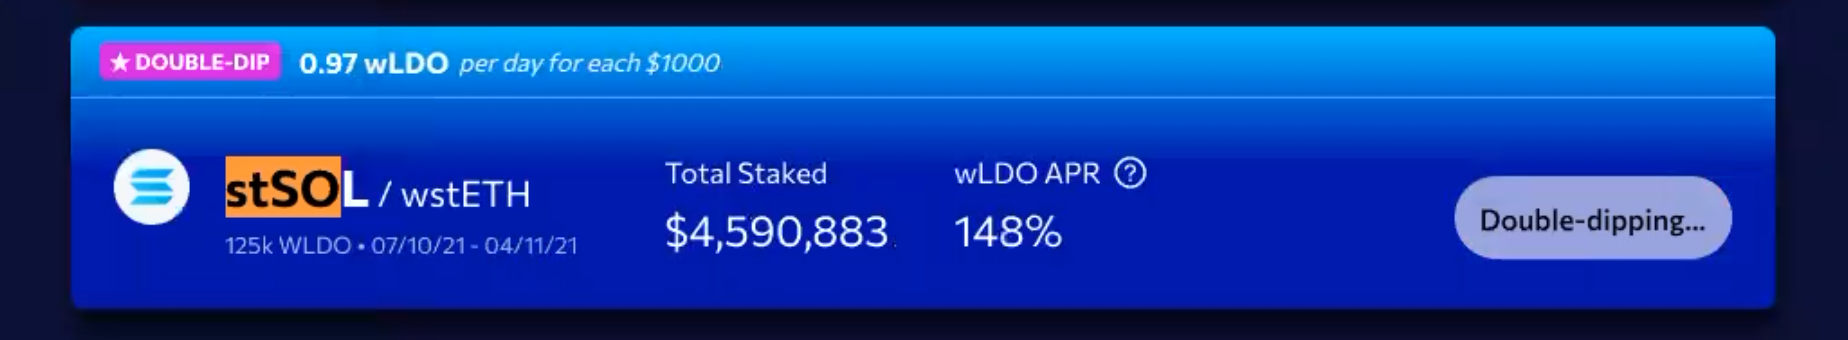 ★ DOUBLE-DIP 0.97 wLDO per day for each $1000
stSOL / wstETH
125k WLDO • 07/10/21 - 04/11/21
Total Staked
$4,590,883
wLDO APR ?
148%
Double-dipping...